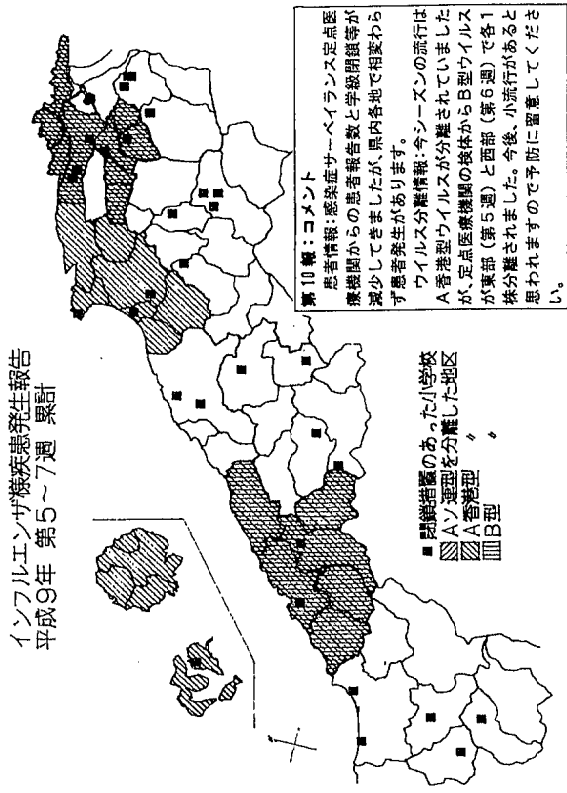 インフルエンザ様疾患発生報告
平成9年 第5～7週 累計
■ 閉鎖措置のあった小学校
Aソ連型を分離した地区
A香港型 〃
B型 〃
第10報：コメント
患者情報：感染症サーベイランス定点医
療機関からの患者報告数と学級閉鎖等が
減少してきましたが、県内各地で相変わら
ず患者発生があります。
ウイルス分離情報：今シーズンの流行は
A香港型ウイルスが分離されていました
が、定点医療機関の検体からB型ウイルス
が東部（第5週）と西部（第6週）で各1
株分離されました。今後、小流行があると
思われますので予防に留意してくださ
い。